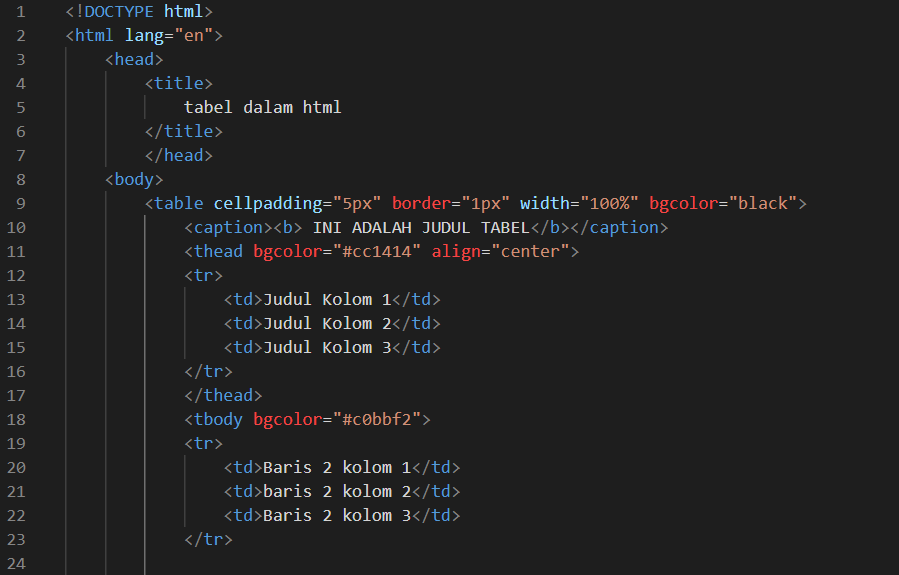 1 <!DOCTYPE html>
2 <html lang="en">
3 <head>
4 <title>
5 tabel dalam html
6 </title>
7 </head>
8 <body>
9 <table cellpadding="5px" border="1px" width="100%" bgcolor="black">
10 <caption><b> INI ADALAH JUDUL TABEL</b></caption>
11 <thead bgcolor="#cc1414" align="center">
12 <tr>
13 <td>Judul Kolom 1</td>
14 <td>Judul Kolom 2</td>
15 <td>Judul Kolom 3</td>
16 </tr>
17 </thead>
18 <tbody bgcolor="#c0bbf2">
19 <tr>
20 <td>Baris 2 kolom 1</td>
21 <td>baris 2 kolom 2</td>
22 <td>Baris 2 kolom 3</td>
23 </tr>
24